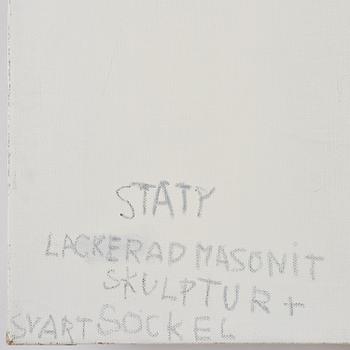 STATY
LACKERAD MASONIT
SKULPTUR +
SVART SOCKEL